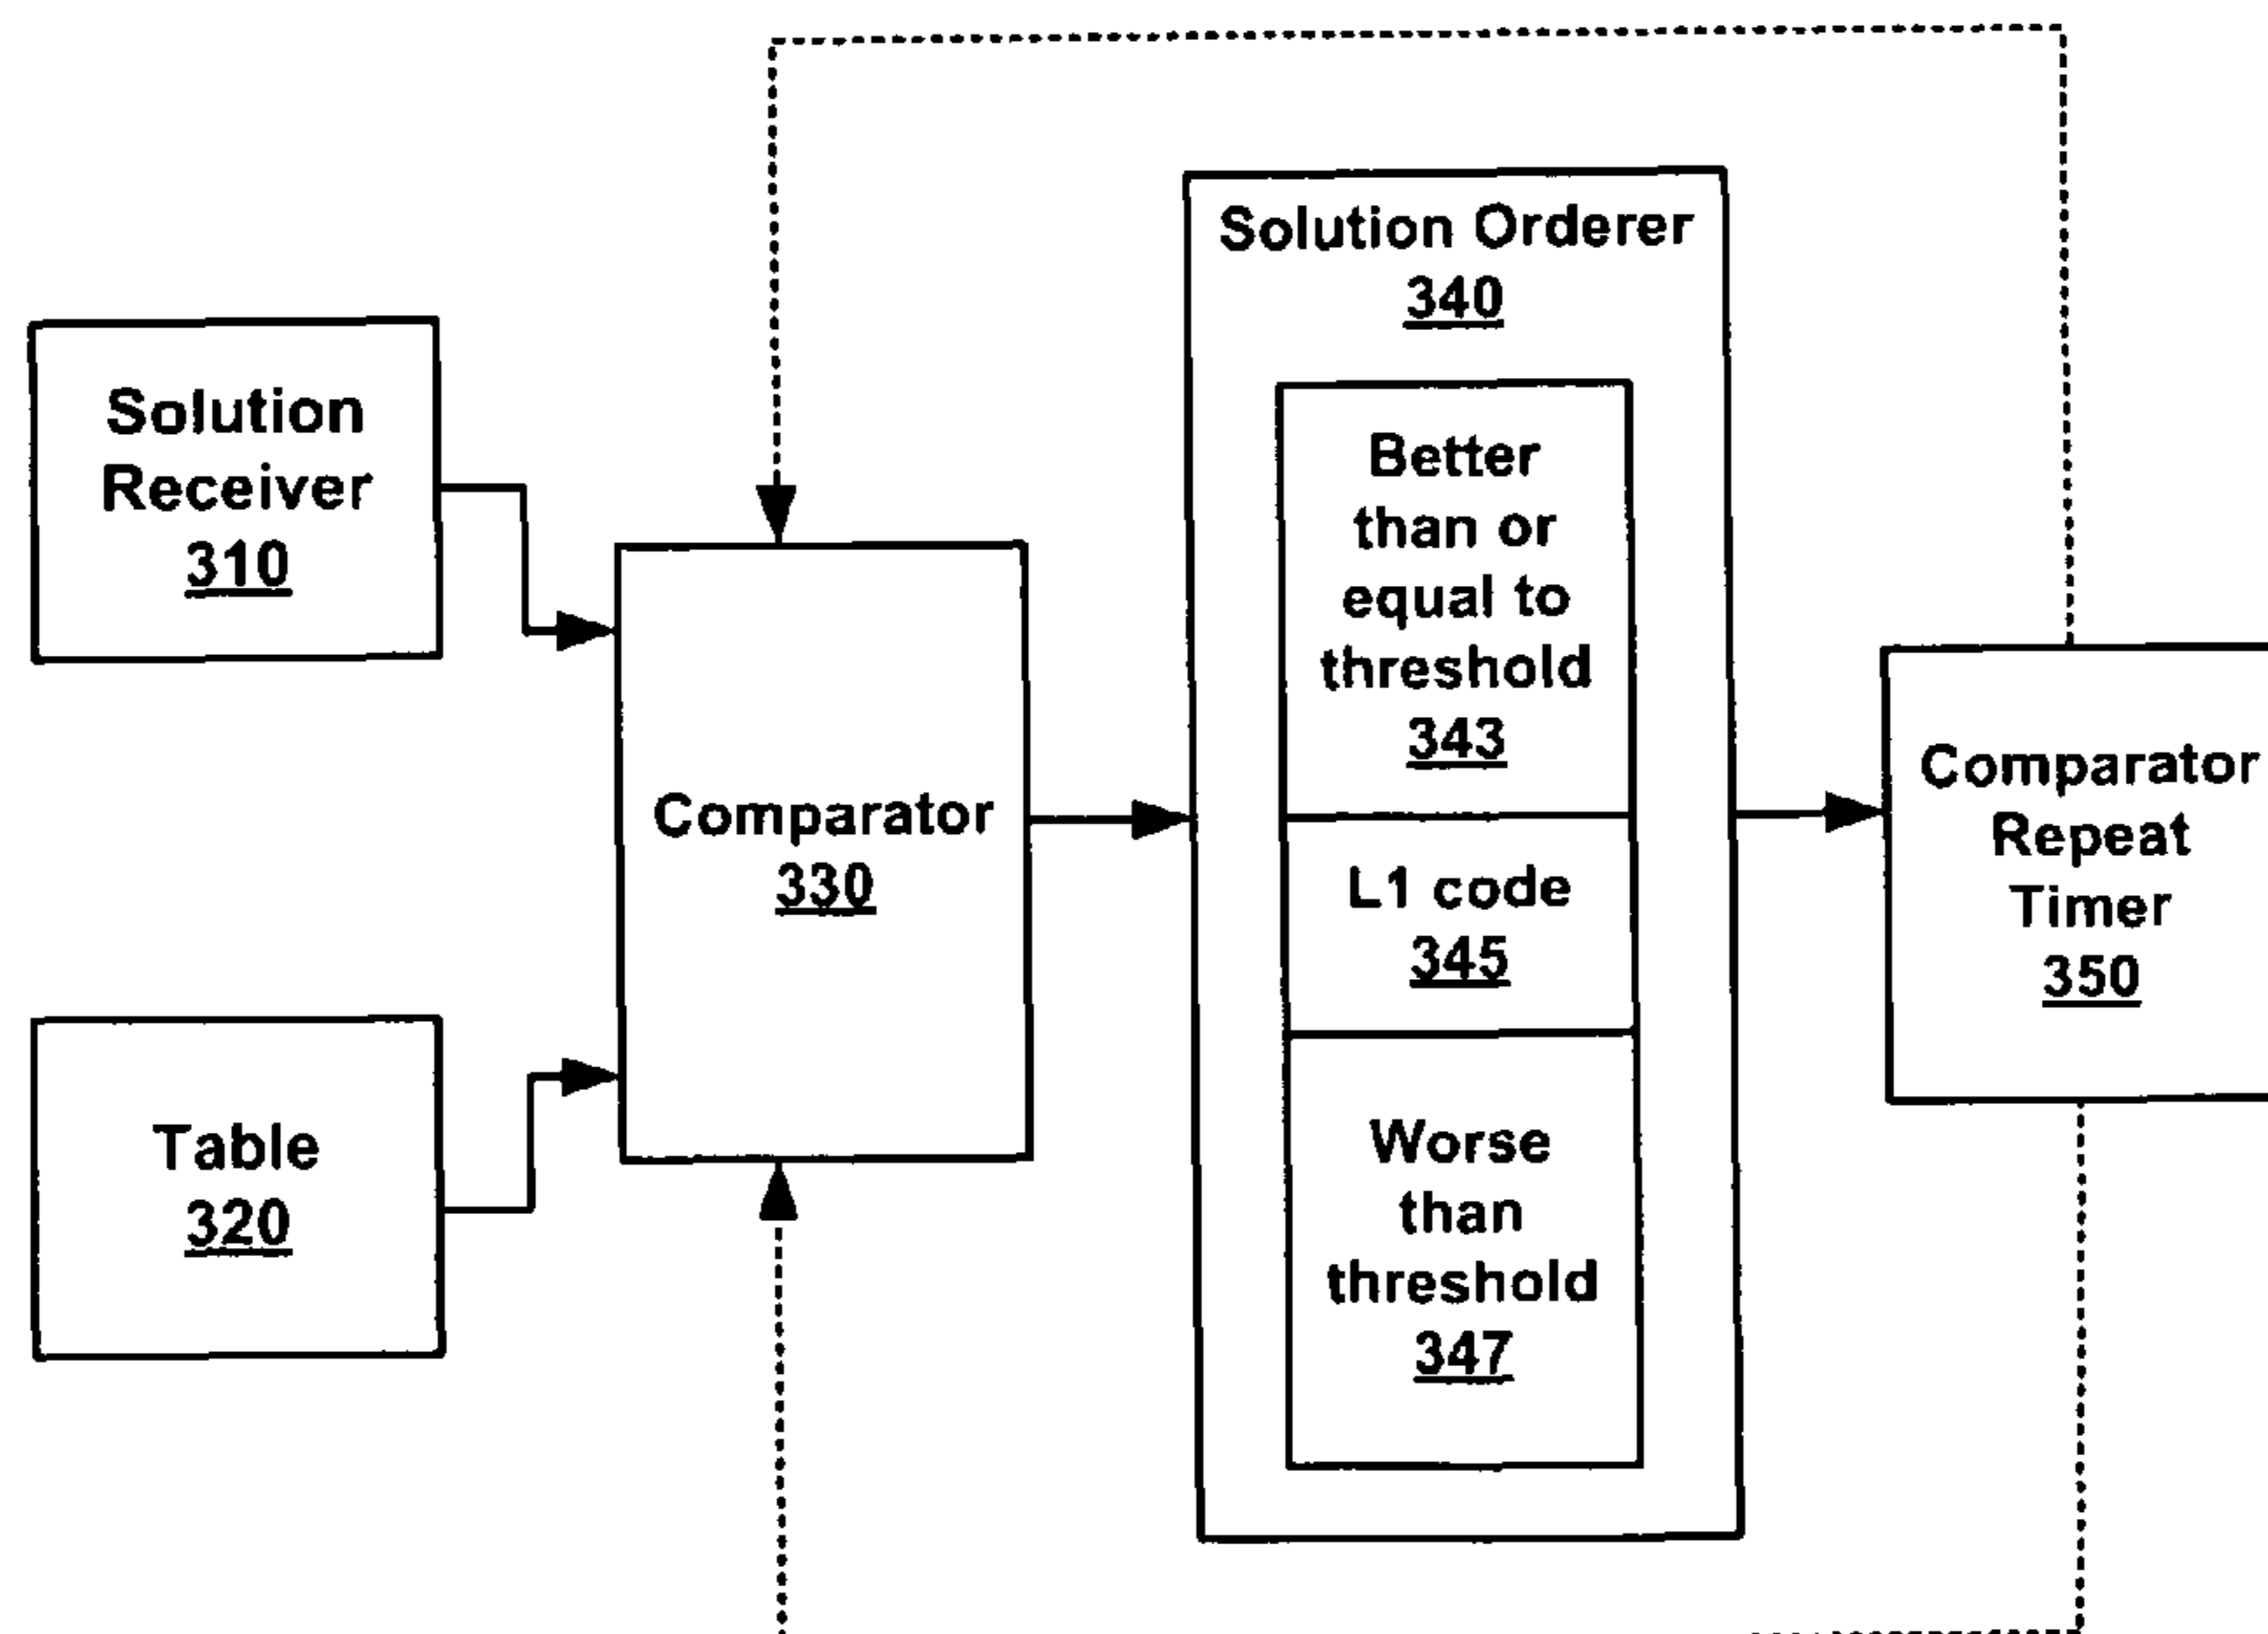 Solution
Receiver
310
Table
320
Comparator
330
Solution Orderer
340
Better
than or
equal to
threshold
343
L1 code
345
Worse
than
threshold
347
Comparator
Repeat
Timer
350